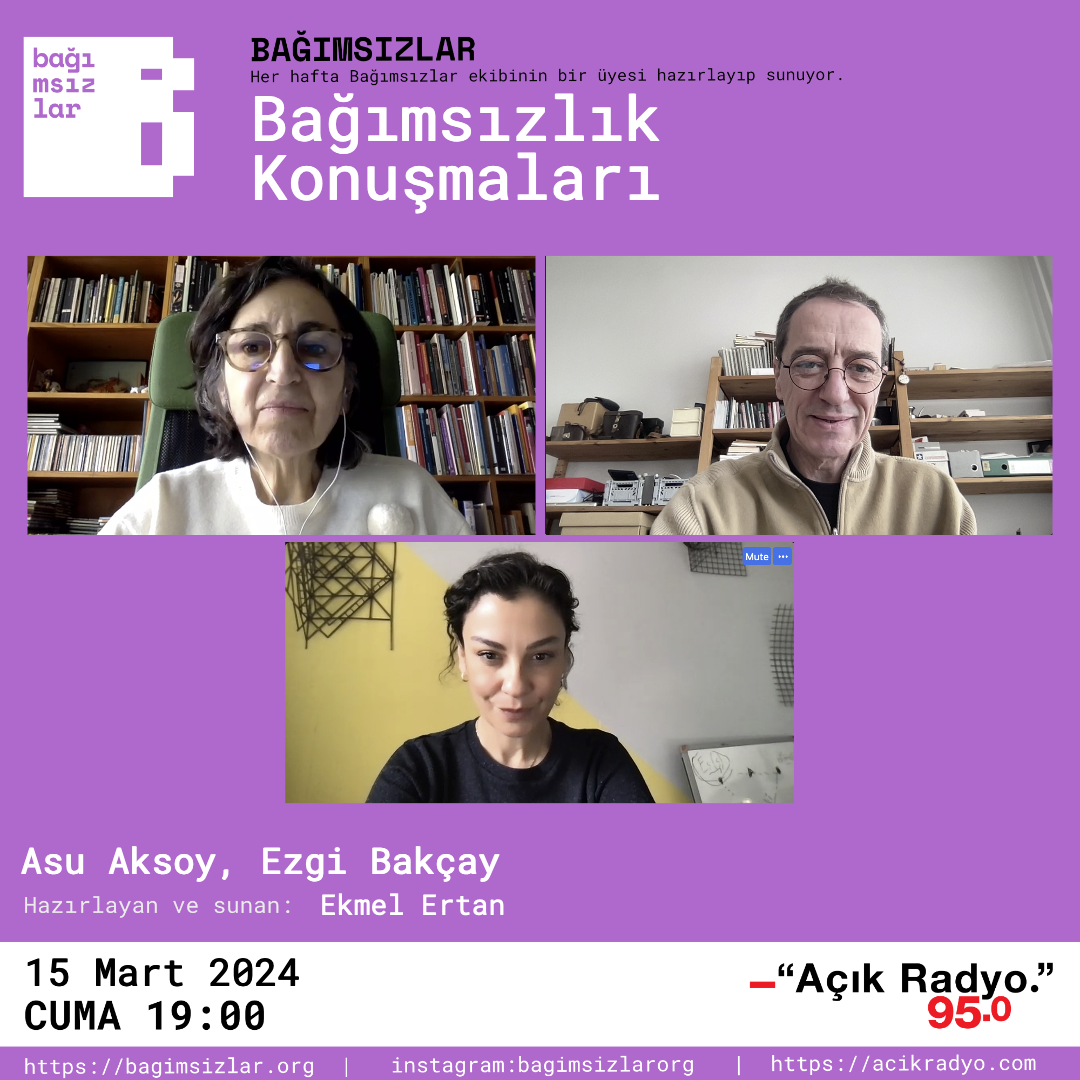 bağı
msız
lar
BAĞIMSIZLAR
Her hafta Bağımsızlar ekibinin bir üyesi hazırlayıp sunuyor.
Bağımsızlık
Konuşmaları
Mute
Asu Aksoy, Ezgi Bakçay
Hazırlayan ve sunan: Ekmel Ertan
15 Mart 2024
CUMA 19:00
“Açık Radyo.”
95.0
https://bagimsizlar.org | instagram:bagimsizlarorg | https://acikradyo.com